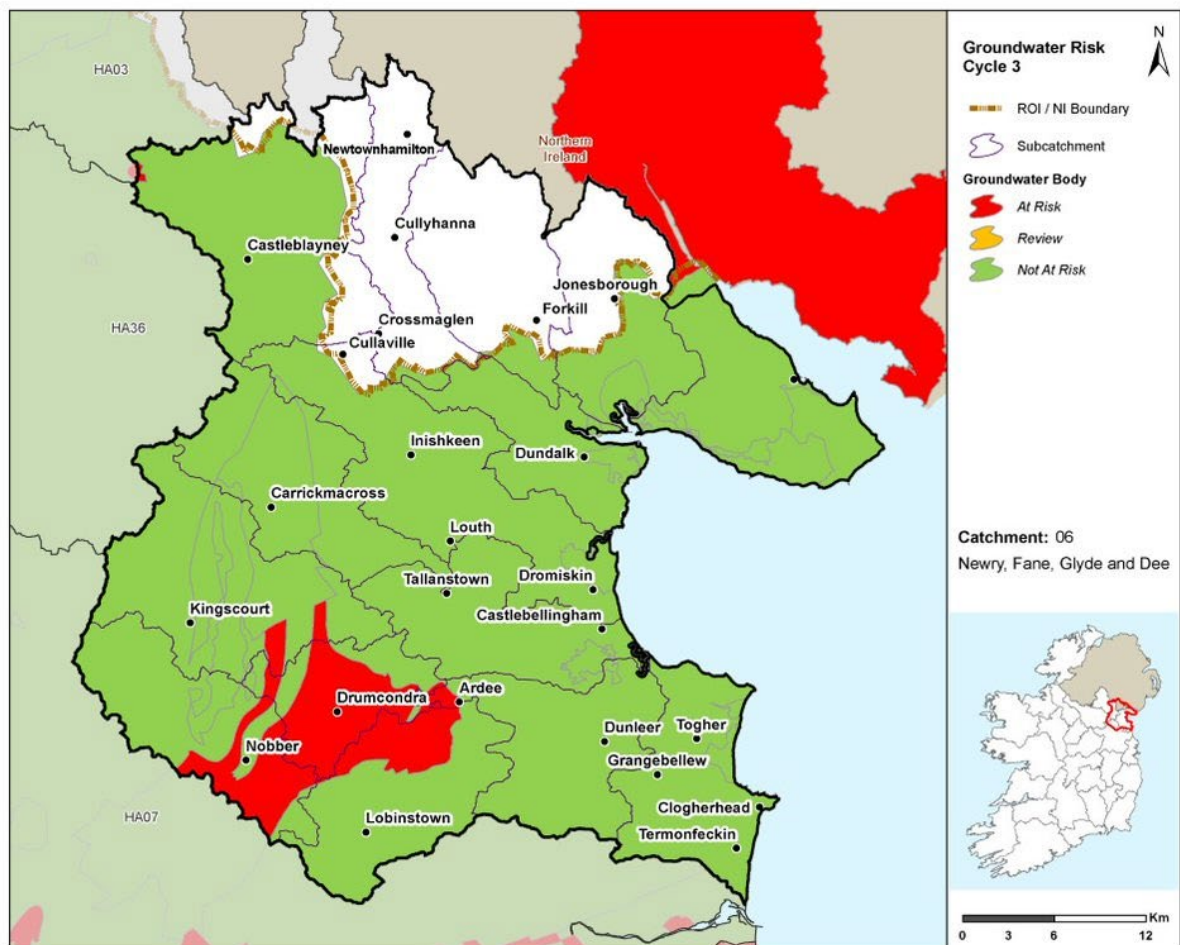 HA03
Newtownhamilton
Northern
Ireland
Cullyhanna
Castleblayney
Jonesborough
Forkill
HA36
Crossmaglen
Cullaville
Inishkeen
Dundalk
Carrickmacross
Louth
Tallanstown
Dromiskin
Castlebellingham
Kingscourt
Ardee
Drumcondra
Dunleer
Togher
Nobber
Grangebellew
HA07
Clogherhead
Lobinstown
Termonfeckin
N
Groundwater Risk
Cycle 3
ROI / NI Boundary
Subcatchment
Groundwater Body
At Risk
Review
Not At Risk
Catchment: 06
Newry, Fane, Glyde and Dee
Km
0 3 6 12